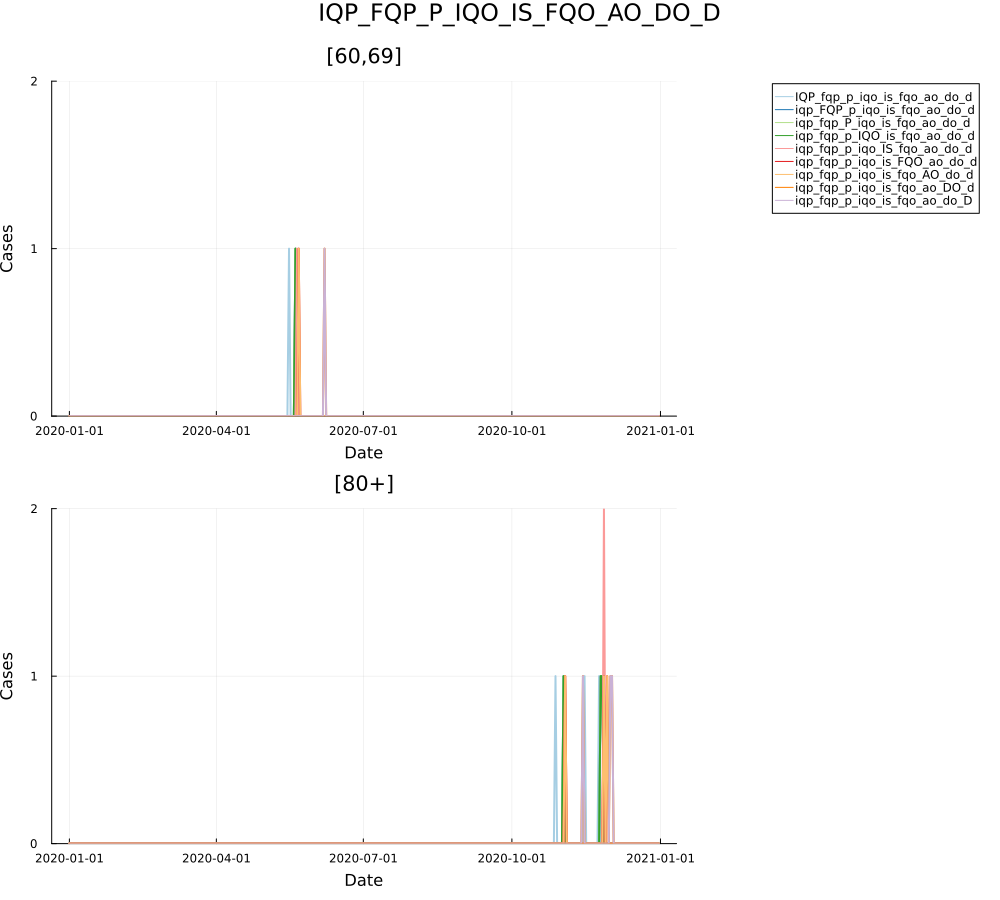 IQP_FQP_P_IQO_IS_FQO_AO_DO_D
[60,69]
2
1
0
Cases
2020-01-01 2020-04-01 2020-07-01 2020-10-01 2021-01-01
Date
IQP_fqp_p_iqo_is_fqo_ao_do_d
iqp_FQP_p_iqo_is_fqo_ao_do_d
iqp_fqp_P_iqo_is_fqo_ao_do_d
iqp_fqp_p_IQO_is_fqo_ao_do_d
iqp_fqp_p_iqo_IS_fqo_ao_do_d
iqp_fqp_p_iqo_is_FQO_ao_do_d
iqp_fqp_p_iqo_is_fqo_AO_do_d
iqp_fqp_p_iqo_is_fqo_ao_DO_d
iqp_fqp_p_iqo_is_fqo_ao_do_D
[80+]
2
1
0
Cases
2020-01-01 2020-04-01 2020-07-01 2020-10-01 2021-01-01
Date